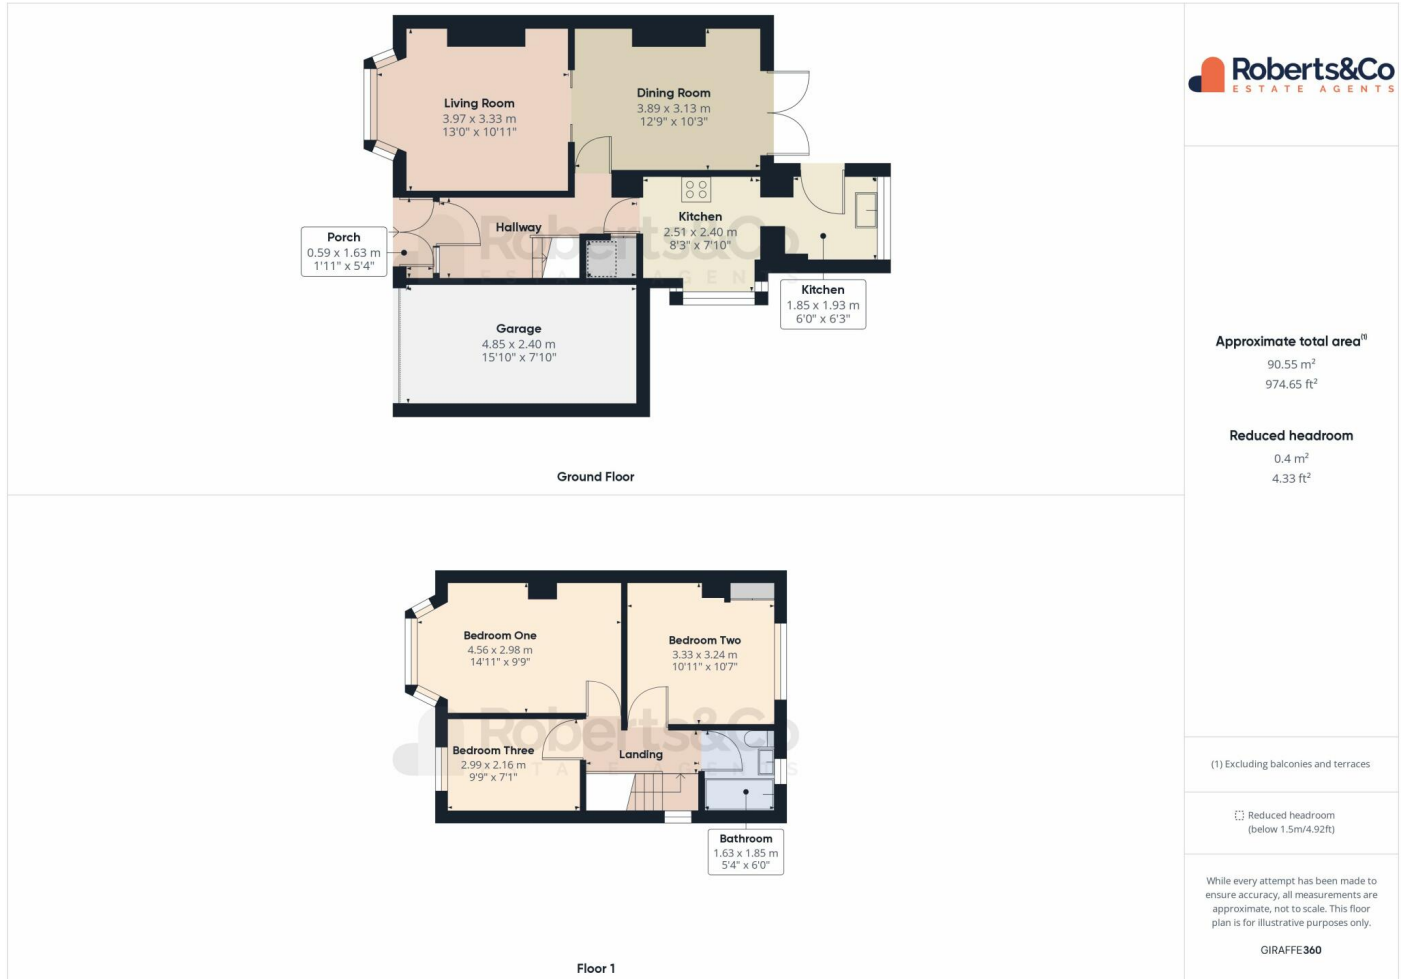 Living Room
3.97 x 3.33 m
13'0" x 10'11"
Dining Room
3.89 x 3.13 m
12'9" x 10'3"
Porch
0.59 x 1.63 m
1'11" x 5'4"
Hallway
Kitchen
2.51 x 2.40 m
8'3" x 7'10"
Kitchen
1.85 x 1.93 m
6'0" x 6'3"
Garage
4.85 x 2.40 m
15'10" x 7'10"
Roberts&Co
ESTATE AGENTS
Ground Floor
Bedroom One
4.56 x 2.98 m
14'11" x 9'9"
Bedroom Two
3.33 x 3.24 m
10'11" x 10'7"
Bedroom Three
2.99 x 2.16 m
9'9" x 7'1"
Landing
Bathroom
1.63 x 1.85 m
5'4" x 6'0"
Roberts&Co
ESTATE AGENTS
Floor 1
Roberts&Co
ESTATE AGENTS
Approximate total area(1)
90.55 m²
974.65 ft²
Reduced headroom
0.4 m²
4.33 ft²
(1) Excluding balconies and terraces
Reduced headroom
(below 1.5m/4.92ft)
While every attempt has been made to
ensure accuracy, all measurements are
approximate, not to scale. This floor
plan is for illustrative purposes only.
GIRAFFE360